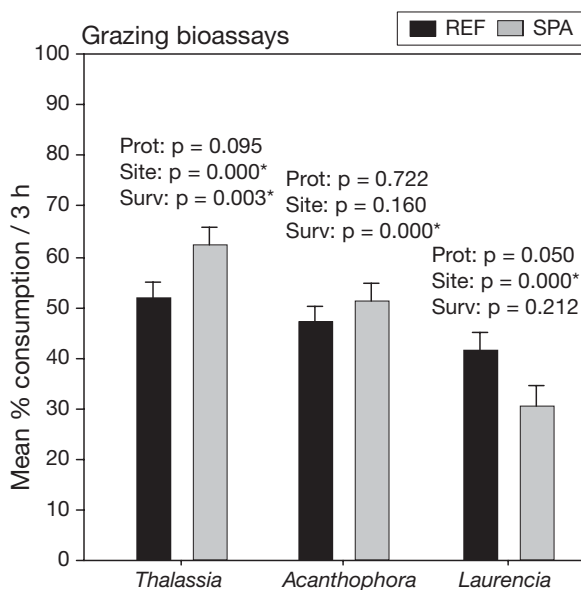 Grazing bioassays
REF SPA
Mean % consumption / 3 h
100
90
80
70
60
50
40
30
20
10
0
Prot: p = 0.095
Site: p = 0.000*
Surv: p = 0.003*
Prot: p = 0.722
Site: p = 0.160
Surv: p = 0.000*
Prot: p = 0.050
Site: p = 0.000*
Surv: p = 0.212
Thalassia Acanthophora Laurencia